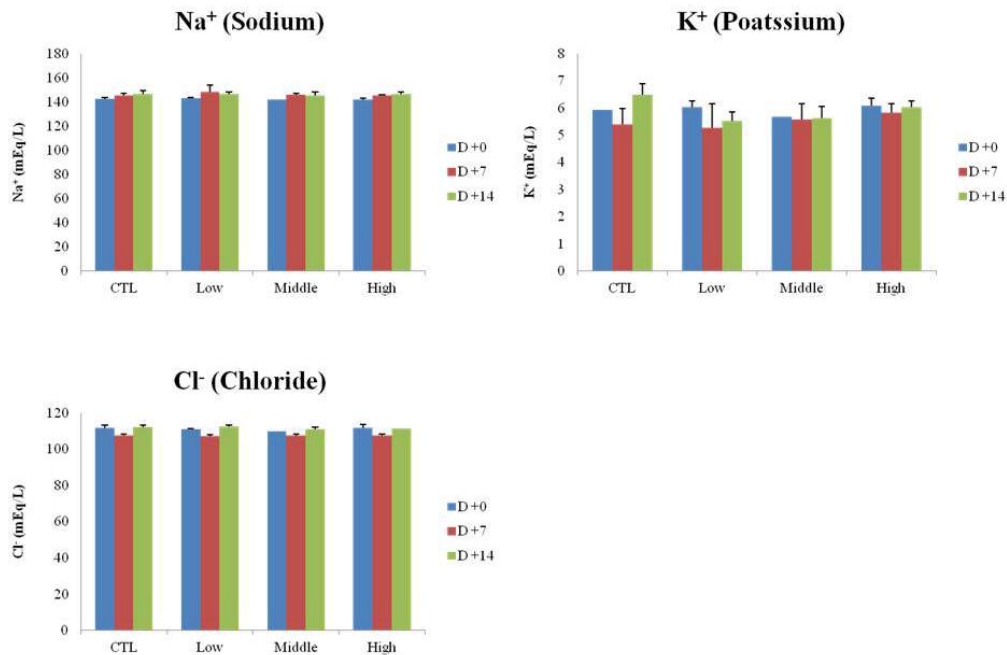 Na⁺ (Sodium)
180
160
140
120
100
80
60
40
20
0
Na⁺ (mEq/L)
CTL Low Middle High
D +0
D +7
D +14
K⁺ (Poatssium)
8
7
6
5
4
3
2
1
0
K⁺ (mEq/L)
CTL Low Middle High
D +0
D +7
D +14
Cl⁻ (Chloride)
120
100
80
60
40
20
0
Cl⁻ (mEq/L)
CTL Low Middle High
D +0
D +7
D +14